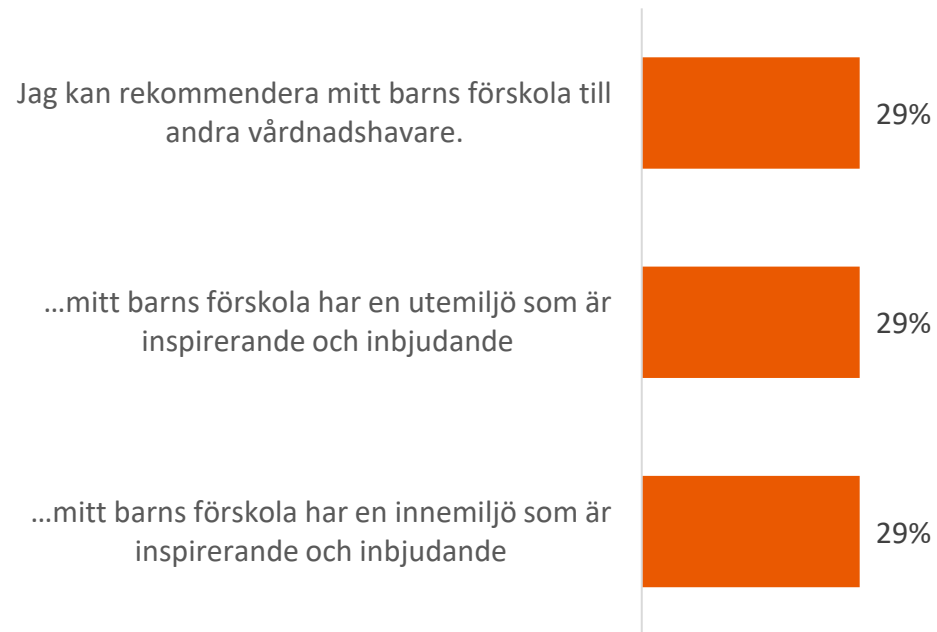 Jag kan rekommendera mitt barns förskola till
andra vårdnadshavare.
29%
…mitt barns förskola har en utemiljö som är
inspirerande och inbjudande
29%
…mitt barns förskola har en innemiljö som är
inspirerande och inbjudande
29%